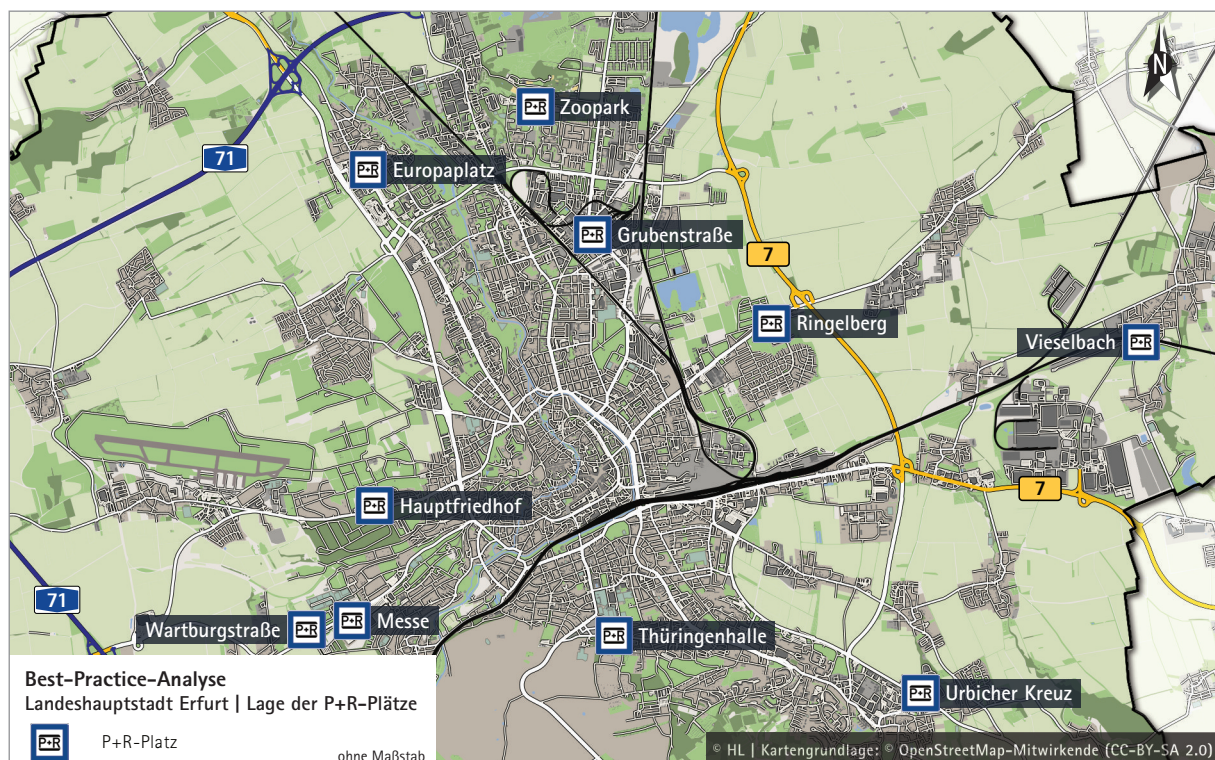 N
P+R Zoopark
71
P+R Europaplatz
P+R Grubenstraße
7
P+R Ringelberg
Vieselbach P+R
7
P+R Hauptfriedhof
71
Wartburgstraße P+R
P+R Messe
P+R Thüringenhalle
P+R Urbicher Kreuz
Best-Practice-Analyse
Landeshauptstadt Erfurt | Lage der P+R-Plätze
P+R P+R-Platz
ohne Maßstab
© HL | Kartengrundlage: © OpenStreetMap-Mitwirkende (CC-BY-SA 2.0)